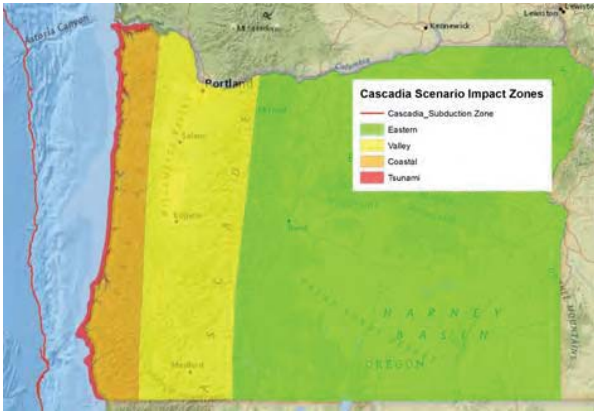 Astoria Canyon
Kennewick
Lewiston
Columbia
Portland
Cascadia Scenario Impact Zones
Cascadia_Subduction Zone
Eastern
Valley
Coastal
Tsunami
Salem
Eugene
Bend
HARNEY
BASIN
OREGON
Medford